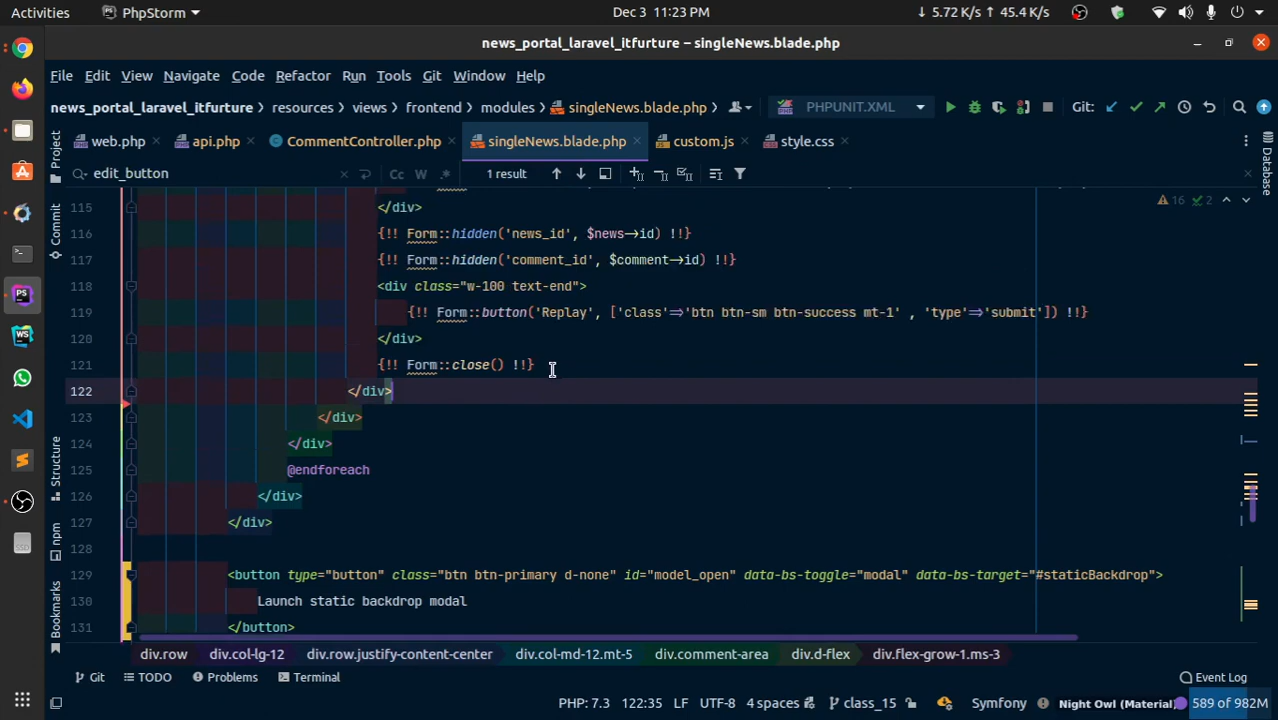 Activities PhpStorm Dec 3 11:23 PM ↓ 5.72 K ↑ 45.4 K
news_portal_laravel_itfurture – singleNews.blade.php
File Edit View Navigate Code Refactor Run Tools Git Window Help
news_portal_laravel_itfurture resources views frontend modules singleNews.blade.php PHPUNIT.XML Git:
Project web.php api.php CommentController.php singleNews.blade.php custom.js style.css Database
edit_button Cc W .* 1 result
115 </div> 16 2
116 {!! Form::hidden('news_id', $news->id) !!}
117 {!! Form::hidden('comment_id', $comment->id) !!}
118 <div class="w-100 text-end">
119 {!! Form::button('Replay', ['class'=>'btn btn-sm btn-success mt-1' , 'type'=>'submit']) !!}
120 </div>
121 {!! Form::close() !!}
122 </div>
123 </div>
124 </div>
125 @endforeach
126 </div>
127 </div>
128
129 <button type="button" class="btn btn-primary d-none" id="model_open" data-bs-toggle="modal" data-bs-target="#staticBackdrop">
130 Launch static backdrop modal
131 </button>
Commit
Structure
npm
Bookmarks
div.row div.col-lg-12 div.row.justify-content-center div.col-md-12.mt-5 div.comment-area div.d-flex div.flex-grow-1.ms-3
Git TODO Problems Terminal Event Log
PHP: 7.3 122:35 LF UTF-8 4 spaces class_15 Symfony Night Owl (Material) 589 of 982M